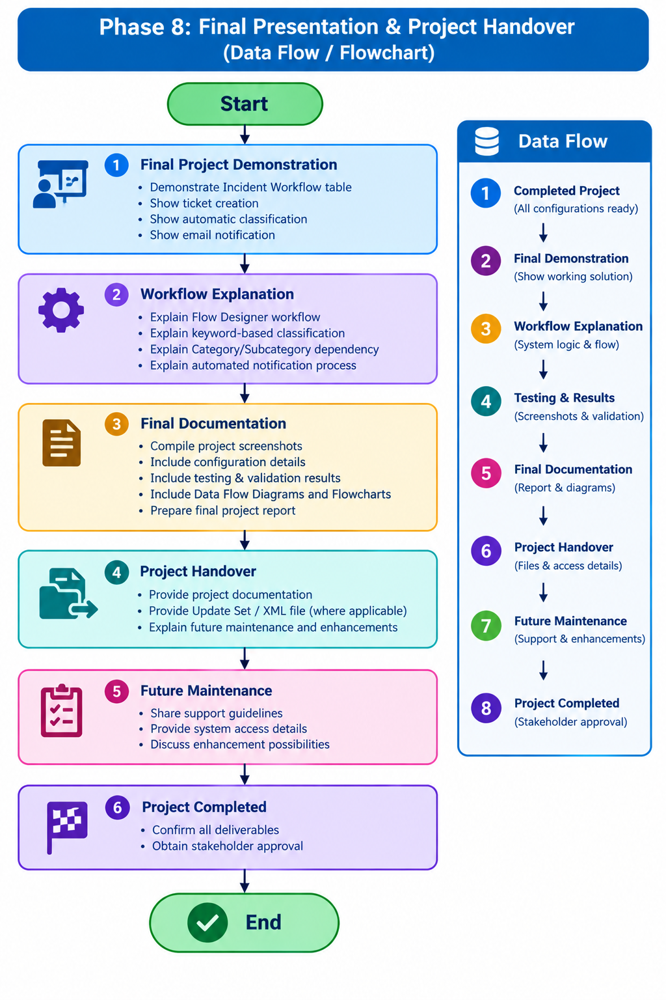 Phase 8: Final Presentation & Project Handover
(Data Flow / Flowchart)
Start
1
Final Project Demonstration
• Demonstrate Incident Workflow table
• Show ticket creation
• Show automatic classification
• Show email notification
2
Workflow Explanation
• Explain Flow Designer workflow
• Explain keyword-based classification
• Explain Category/Subcategory dependency
• Explain automated notification process
3
Final Documentation
• Compile project screenshots
• Include configuration details
• Include testing & validation results
• Include Data Flow Diagrams and Flowcharts
• Prepare final project report
4
Project Handover
• Provide project documentation
• Provide Update Set / XML file (where applicable)
• Explain future maintenance and enhancements
5
Future Maintenance
• Share support guidelines
• Provide system access details
• Discuss enhancement possibilities
6
Project Completed
• Confirm all deliverables
• Obtain stakeholder approval
End
Data Flow
1
Completed Project
(All configurations ready)
2
Final Demonstration
(Show working solution)
3
Workflow Explanation
(System logic & flow)
4
Testing & Results
(Screenshots & validation)
5
Final Documentation
(Report & diagrams)
6
Project Handover
(Files & access details)
7
Future Maintenance
(Support & enhancements)
8
Project Completed
(Stakeholder approval)